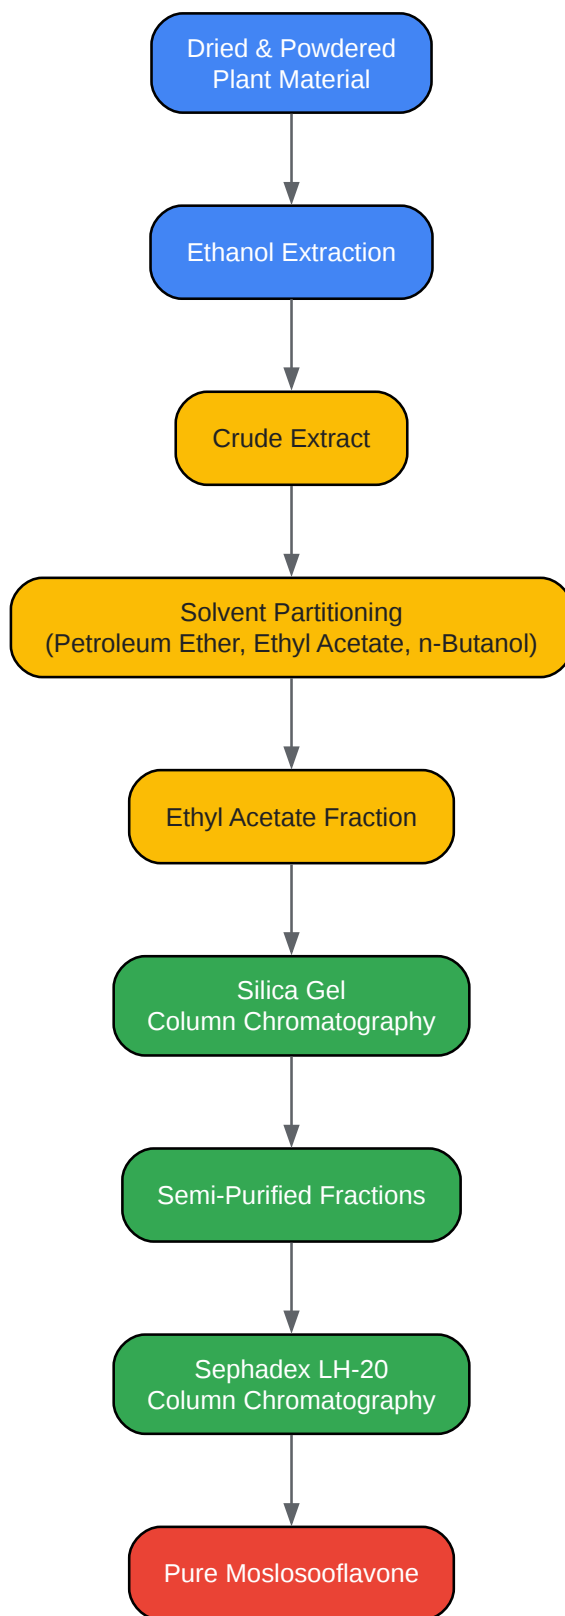 Dried & Powdered
Plant Material
Ethanol Extraction
Crude Extract
Solvent Partitioning
(Petroleum Ether, Ethyl Acetate, n-Butanol)
Ethyl Acetate Fraction
Silica Gel
Column Chromatography
Semi-Purified Fractions
Sephadex LH-20
Column Chromatography
Pure Moslosooflavone